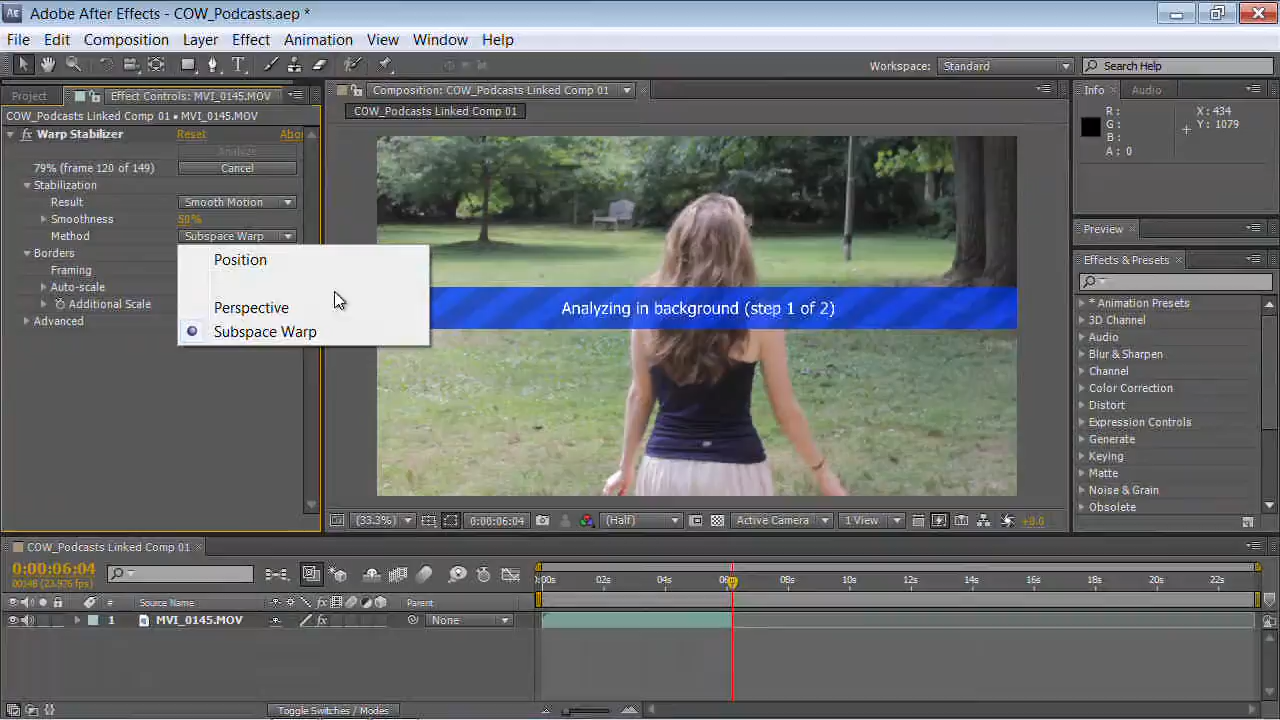 Ae Adobe After Effects - COW_Podcasts.aep *
File Edit Composition Layer Effect Animation View Window Help
Workspace: Standard Search Help
Project Effect Controls: MVI_0145.MOV
COW_Podcasts Linked Comp 01 • MVI_0145.MOV
fx Warp Stabilizer Reset Abou
Analyze
79% (frame 120 of 149) Cancel
Stabilization
Result Smooth Motion
Smoothness 50%
Method Subspace Warp
Borders
Framing
Auto-scale
Additional Scale
Advanced
Position
Perspective
Subspace Warp
Composition: COW_Podcasts Linked Comp 01
COW_Podcasts Linked Comp 01
Analyzing in background (step 1 of 2)
(33.3%) 0:00:06:04 (Half) Active Camera 1 View +0.0
Info Audio
R: X: 434
G: Y: 1079
B:
A: 0
Preview
Effects & Presets
* Animation Presets
3D Channel
Audio
Blur & Sharpen
Channel
Color Correction
Distort
Expression Controls
Generate
Keying
Matte
Noise & Grain
Obsolete
COW_Podcasts Linked Comp 01
0:00:06:04
00148 (23.976 fps)
:00s 02s 04s 06s 08s 10s 12s 14s 16s 18s 20s 22s
# Source Name fx Parent
1 MVI_0145.MOV fx None
Toggle Switches / Modes